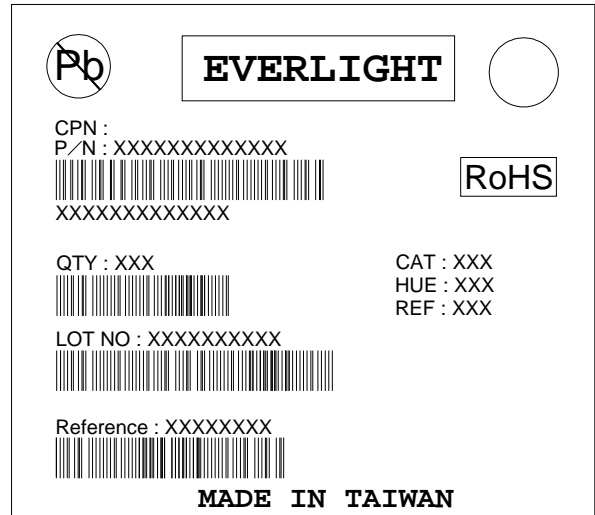 Pb
EVERLIGHT
CPN :
P/N : XXXXXXXXXXXXX
RoHS
XXXXXXXXXXXXX
QTY : XXX
CAT : XXX
HUE : XXX
REF : XXX
LOT NO : XXXXXXXXXX
Reference : XXXXXXXX
MADE IN TAIWAN